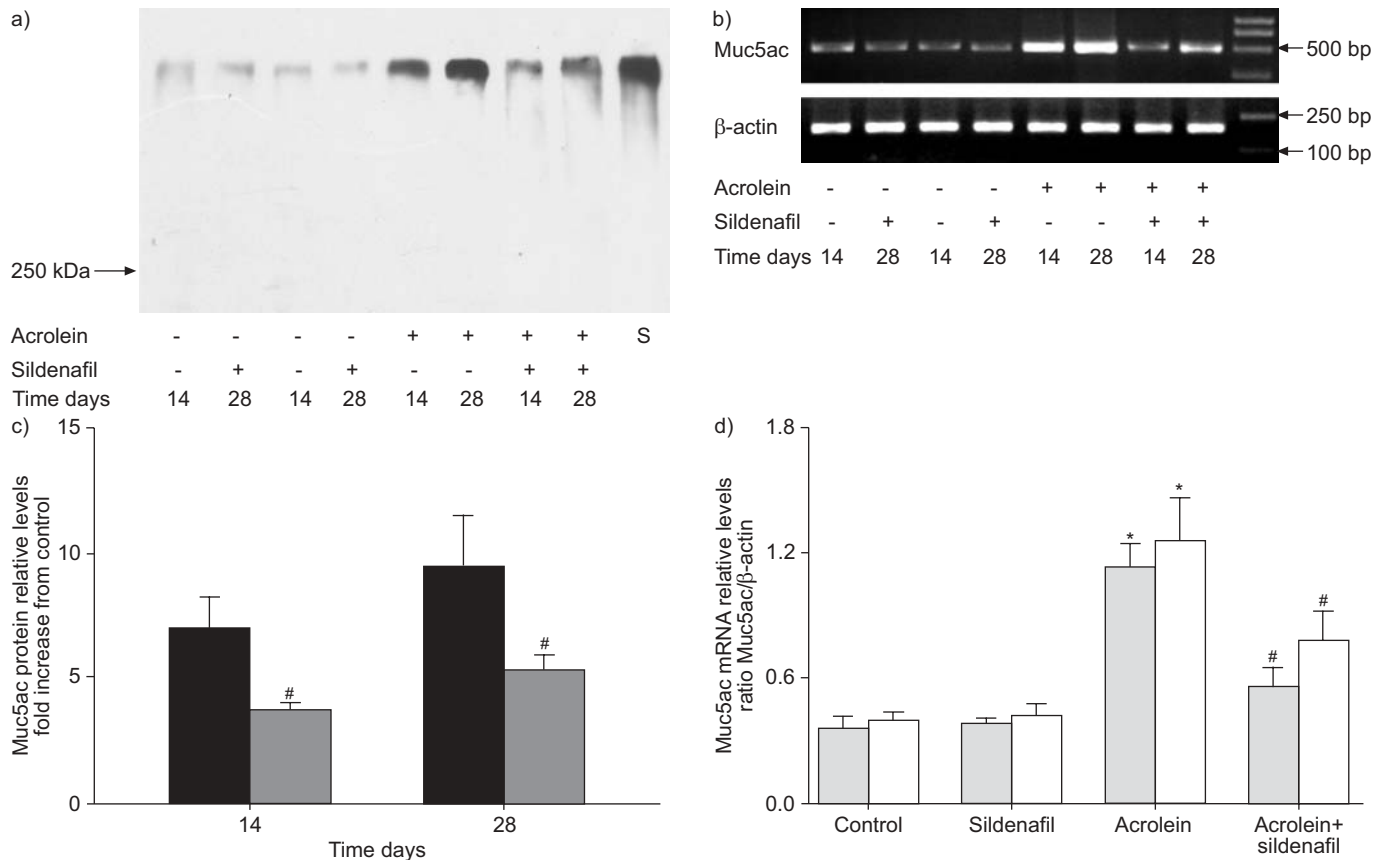 a)
250 kDa
Acrolein - - - - + + + + S
Sildenafil - + - + - - + +
Time days 14 28 14 28 14 28 14 28
b)
Muc5ac
500 bp
β-actin
250 bp
100 bp
Acrolein - - - - + + + +
Sildenafil - + - + - - + +
Time days 14 28 14 28 14 28 14 28
c)
Muc5ac protein relative levels
fold increase from control
15
10
5
0
#
#
14 28
Time days
d)
Muc5ac mRNA relative levels
ratio Muc5ac/β-actin
1.8
1.2
0.6
0.0
*
*
#
#
Control Sildenafil Acrolein Acrolein+
sildenafil